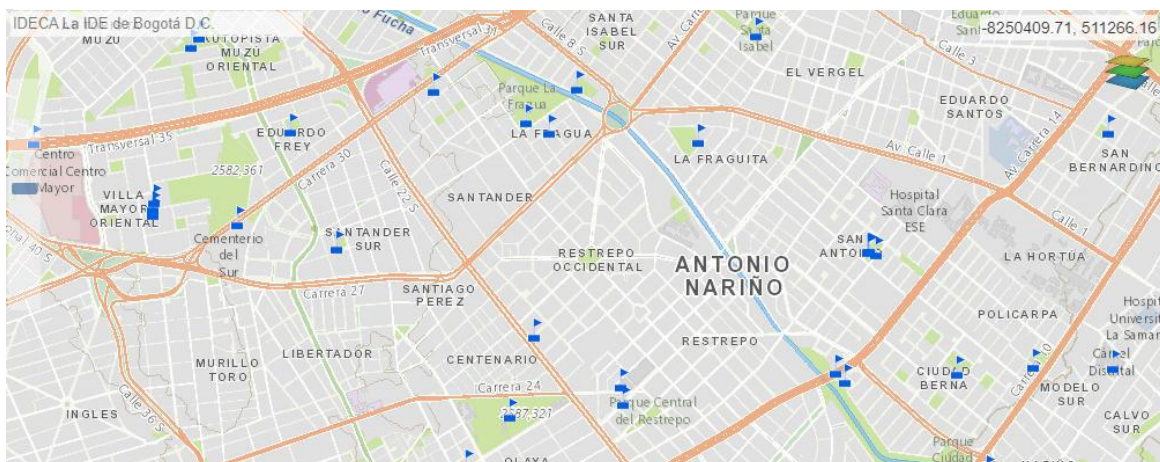 IDECA La IDE de Bogotá D.C.
-8250409.71, 511266.16
MUZU
AUTOPISTA
MUZU
ORIENTAL
Transversal 31
Fucha
Calle 8 S
SANTA
ISABEL
SUR
Parque
Santa
Isabel
Calle 3
EL VERGEL
EDUARDO
SANTOS
Av. Carrera 14
Parque La
Fragua
LA FRAGUA
EDUARDO
FREY
Transversal 35
Carrera 30
2582,361
Centro
Comercial Centro
Mayor
VILLA
MAYOR
ORIENTAL
Calle 22 S
SANTANDER
LA FRAGUITA
Av. Calle 1
SAN
BERNARDINO
Hospital
Santa Clara
ESE
Calle 1
Cementerio
del
Sur
SANTANDER
SUR
RESTREPO
OCCIDENTAL
ANTONIO
NARIÑO
SAN
ANTONIO
LA HORTÚA
Carrera 27
SANTIAGO
PEREZ
POLICARPA
La
Cárcel
Distrital
MURILLO
TORO
LIBERTADOR
CENTENARIO
RESTREPO
CIUDAD
BERNA
Carrera 10
MODELO
SUR
Carrera 24
2587,321
Parque Central
del Restrepo
INGLES
Calle 36 S
CALVO
SUR
OLAYA
Parque
Ciudad